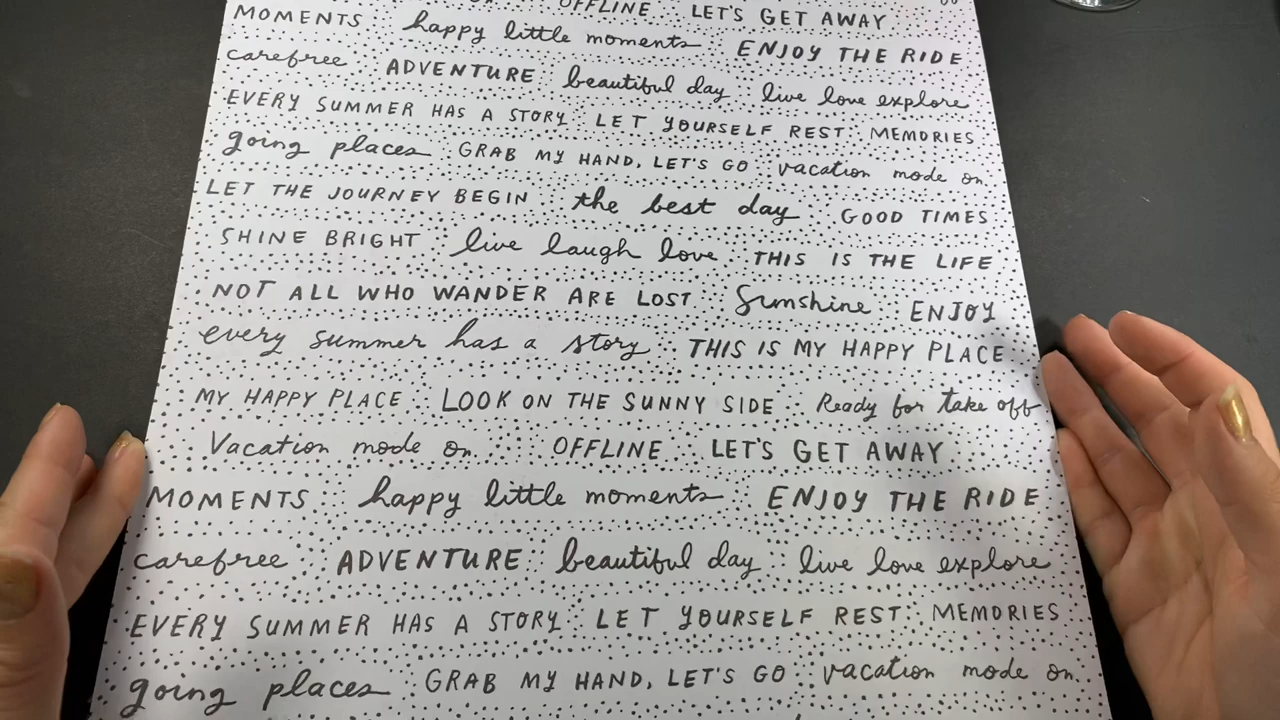 OFFLINE LET'S GET AWAY
MOMENTS happy little moments ENJOY THE RIDE
carefree ADVENTURE beautiful day live love explore
EVERY SUMMER HAS A STORY LET YOURSELF REST MEMORIES
going places GRAB MY HAND, LET'S GO vacation mode on
LET THE JOURNEY BEGIN the best day GOOD TIMES
SHINE BRIGHT live laugh love THIS IS THE LIFE
NOT ALL WHO WANDER ARE LOST Sunshine ENJOY
every summer has a story THIS IS MY HAPPY PLACE
MY HAPPY PLACE LOOK ON THE SUNNY SIDE Ready for take off
Vacation mode on OFFLINE LET'S GET AWAY
MOMENTS happy little moments ENJOY THE RIDE
carefree ADVENTURE beautiful day live love explore
EVERY SUMMER HAS A STORY LET YOURSELF REST MEMORIES
going places GRAB MY HAND, LET'S GO vacation mode on